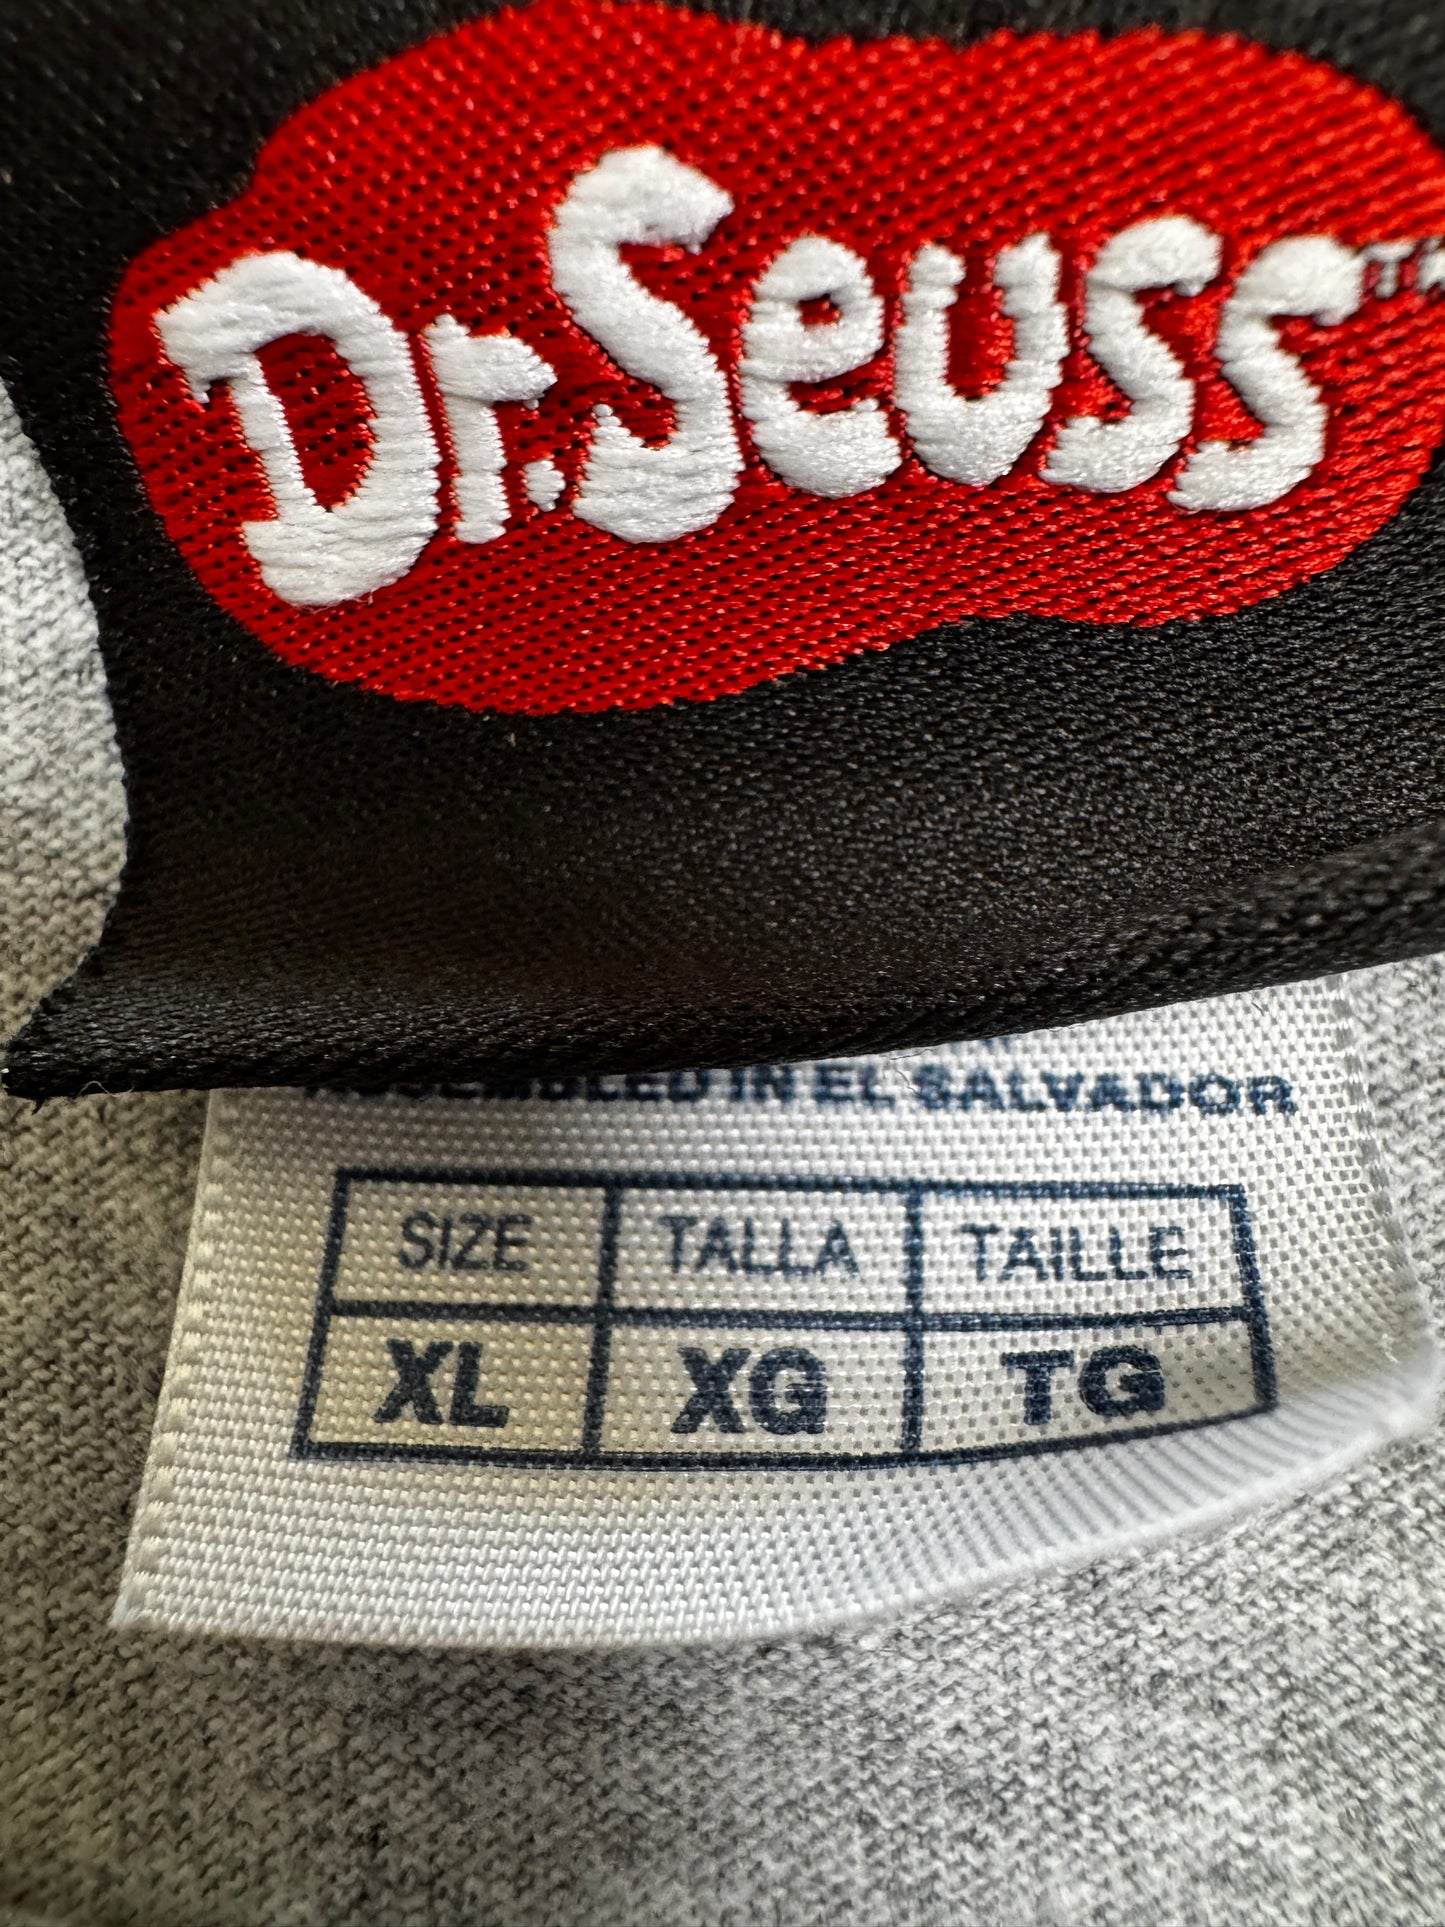 Dr. Seuss™
ASSEMBLED IN EL SALVADOR
SIZE TALLA TAILLE
XL XG TG